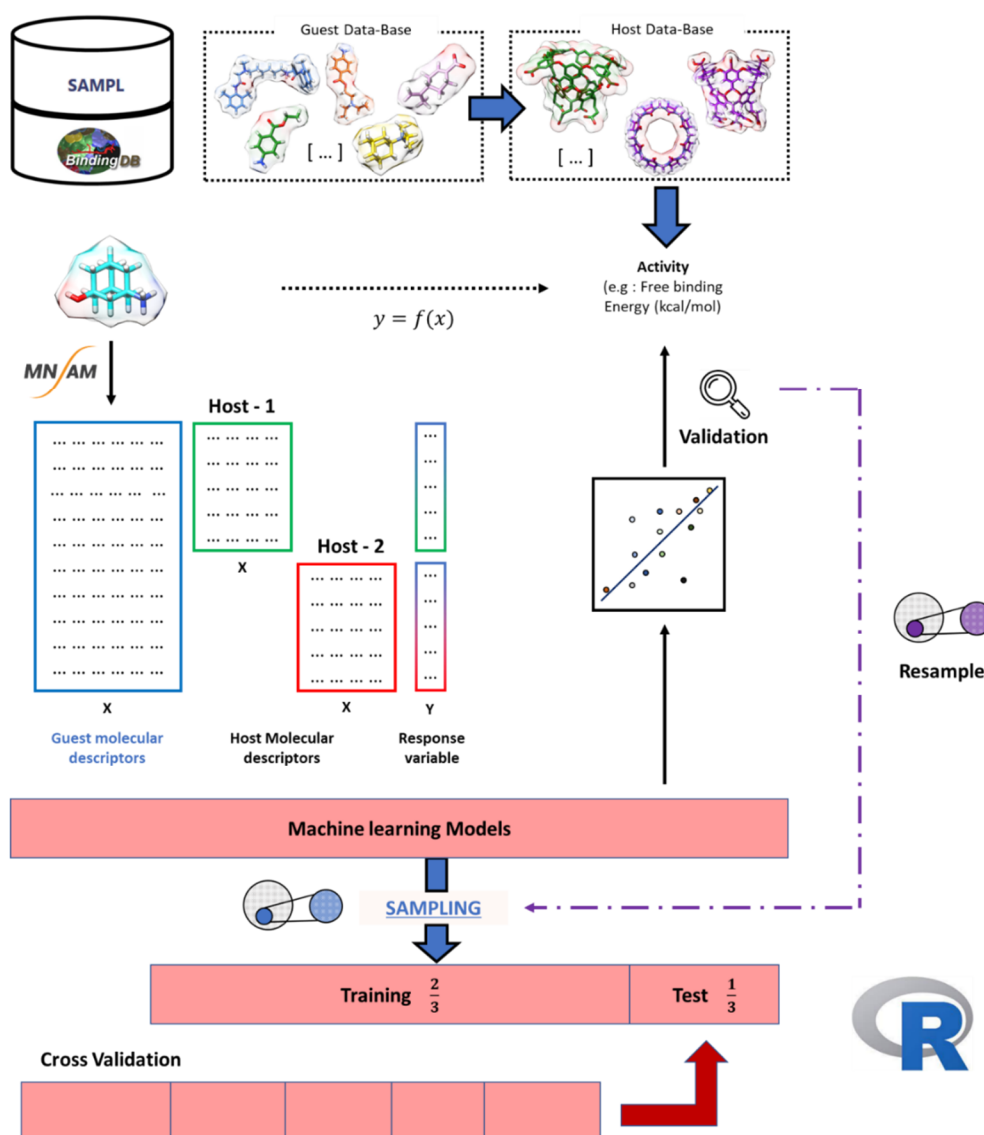 Guest Data-Base
Host Data-Base
SAMPL
BindingDB
[ ... ]
[ ... ]
Activity
(e.g : Free binding
Energy (kcal/mol)
y = f(x)
MN AM
Validation
Host - 1
... ... ... ... ... ...
... ... ... ...
...
... ... ... ... ... ...
... ... ... ...
...
... ... ... ... ... ...
... ... ... ...
...
... ... ... ... ... ...
... ... ... ...
...
... ... ... ... ... ...
... ... ... ...
...
X
Host - 2
... ... ... ... ... ...
... ... ... ...
...
... ... ... ... ... ...
... ... ... ...
...
... ... ... ... ... ...
... ... ... ...
...
... ... ... ... ... ...
... ... ... ...
...
... ... ... ... ... ...
... ... ... ...
...
X
X
Y
Guest molecular
descriptors
Host Molecular
descriptors
Response
variable
Resample
Machine learning Models
SAMPLING
Training 2/3
Test 1/3
R
Cross Validation